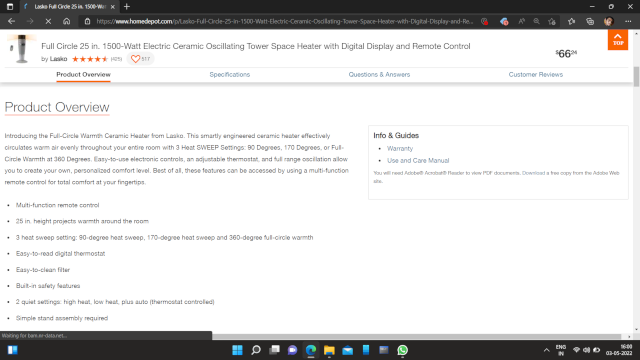 Lasko Full Circle 25 in. 1500-Wat
https://www.homedepot.com/p/Lasko-Full-Circle-25-in-1500-Watt-Electric-Ceramic-Oscillating-Tower-Space-Heater-with-Digital-Display-and-Re...
Full Circle 25 in. 1500-Watt Electric Ceramic Oscillating Tower Space Heater with Digital Display and Remote Control
by Lasko (425) 517
$66.24
TOP
Product Overview Specifications Questions & Answers Customer Reviews
Product Overview
Introducing the Full-Circle Warmth Ceramic Heater from Lasko. This smartly engineered ceramic heater effectively
circulates warm air evenly throughout your entire room with 3 Heat SWEEP Settings: 90 Degrees, 170 Degrees, or Full-
Circle Warmth at 360 Degrees. Easy-to-use electronic controls, an adjustable thermostat, and full range oscillation allow
you to create your own, personalized comfort level. Best of all, these features can be accessed by using a multi-function
remote control for total comfort at your fingertips.
• Multi-function remote control
• 25 in. height projects warmth around the room
• 3 heat sweep setting: 90-degree heat sweep, 170-degree heat sweep and 360-degree full-circle warmth
• Easy-to-read digital thermostat
• Easy-to-clean filter
• Built-in safety features
• 2 quiet settings: high heat, low heat, plus auto (thermostat controlled)
• Simple stand assembly required
Info & Guides
• Warranty
• Use and Care Manual
You will need Adobe® Acrobat® Reader to view PDF documents. Download a free copy from the Adobe Web
site.
Waiting for bam.nr-data.net...
ENG
IN
16:00
03-05-2022